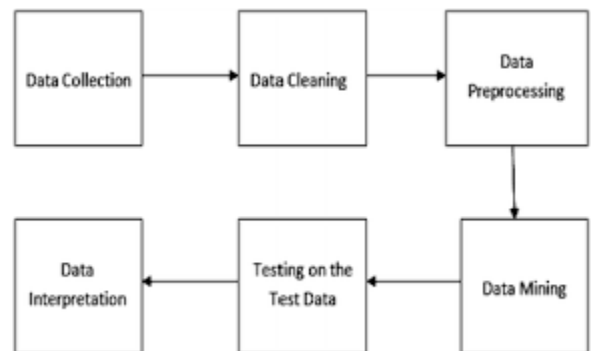 Data Collection
Data Cleaning
Data
Preprocessing
Data Mining
Testing on the
Test Data
Data
Interpretation